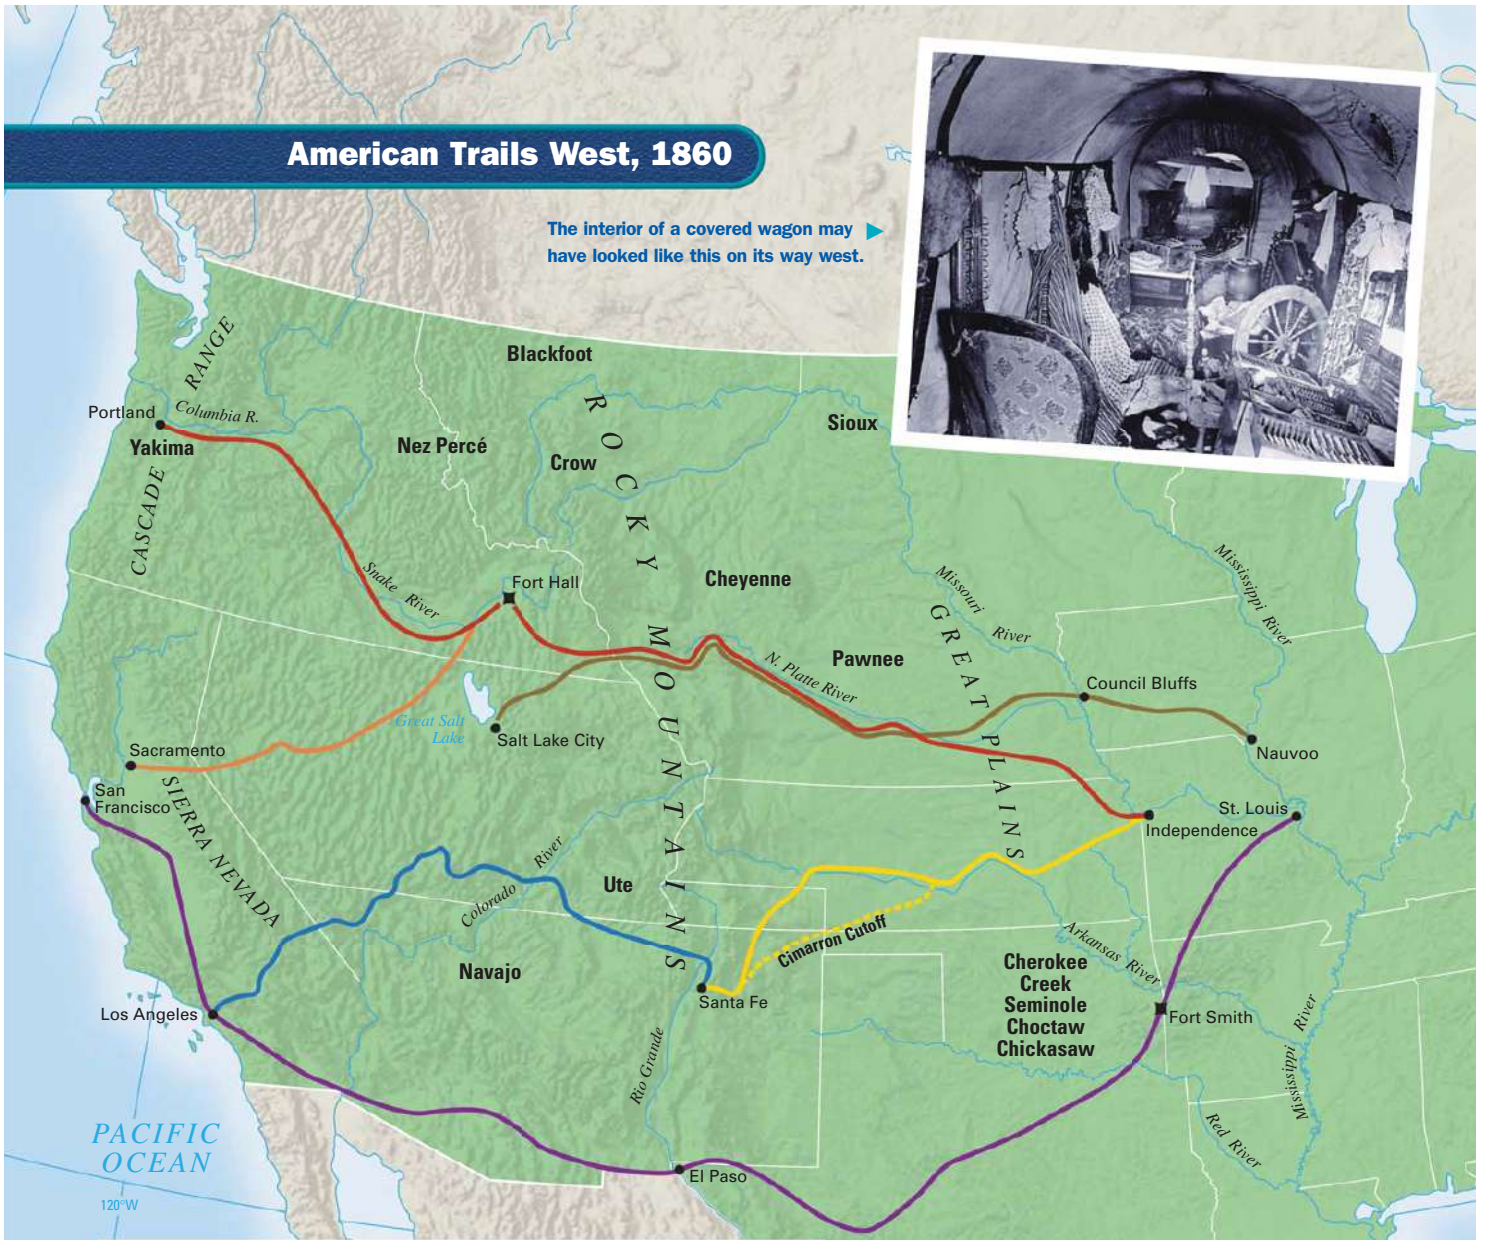 American Trails West, 1860
The interior of a covered wagon may
have looked like this on its way west.
CASCADE RANGE
Portland
Columbia R.
Yakima
Nez Percé
Blackfoot
Crow
Sioux
ROCKY MOUNTAINS
Snake River
Fort Hall
Cheyenne
Missouri River
Mississippi River
GREAT PLAINS
Pawnee
N. Platte River
Council Bluffs
Nauvoo
Great Salt
Lake
Salt Lake City
Sacramento
San
Francisco
SIERRA NEVADA
St. Louis
Independence
Colorado River
Ute
Cimarron Cutoff
Arkansas River
Navajo
Santa Fe
Cherokee
Creek
Seminole
Choctaw
Chickasaw
Fort Smith
Los Angeles
Rio Grande
Mississippi River
Red River
El Paso
PACIFIC
OCEAN
120°W